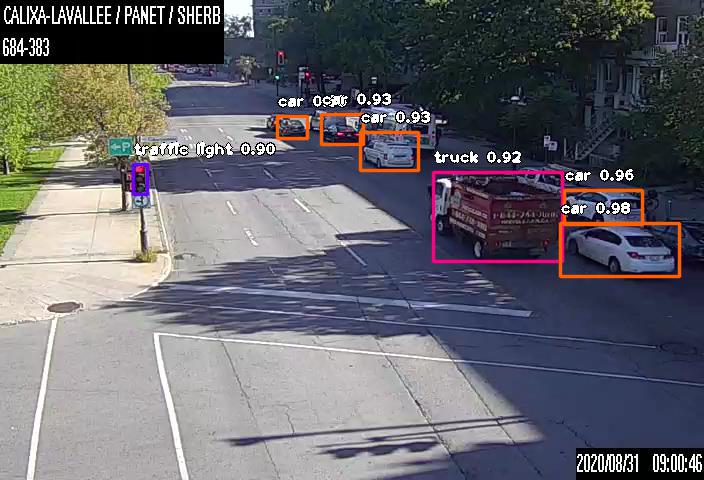 CALIXA-LAVALLEE / PANET / SHERB
684-383
car 0.93
car 0.93
traffic light 0.90
truck 0.92
car 0.96
car 0.98
P
2020/08/31 09:00:46